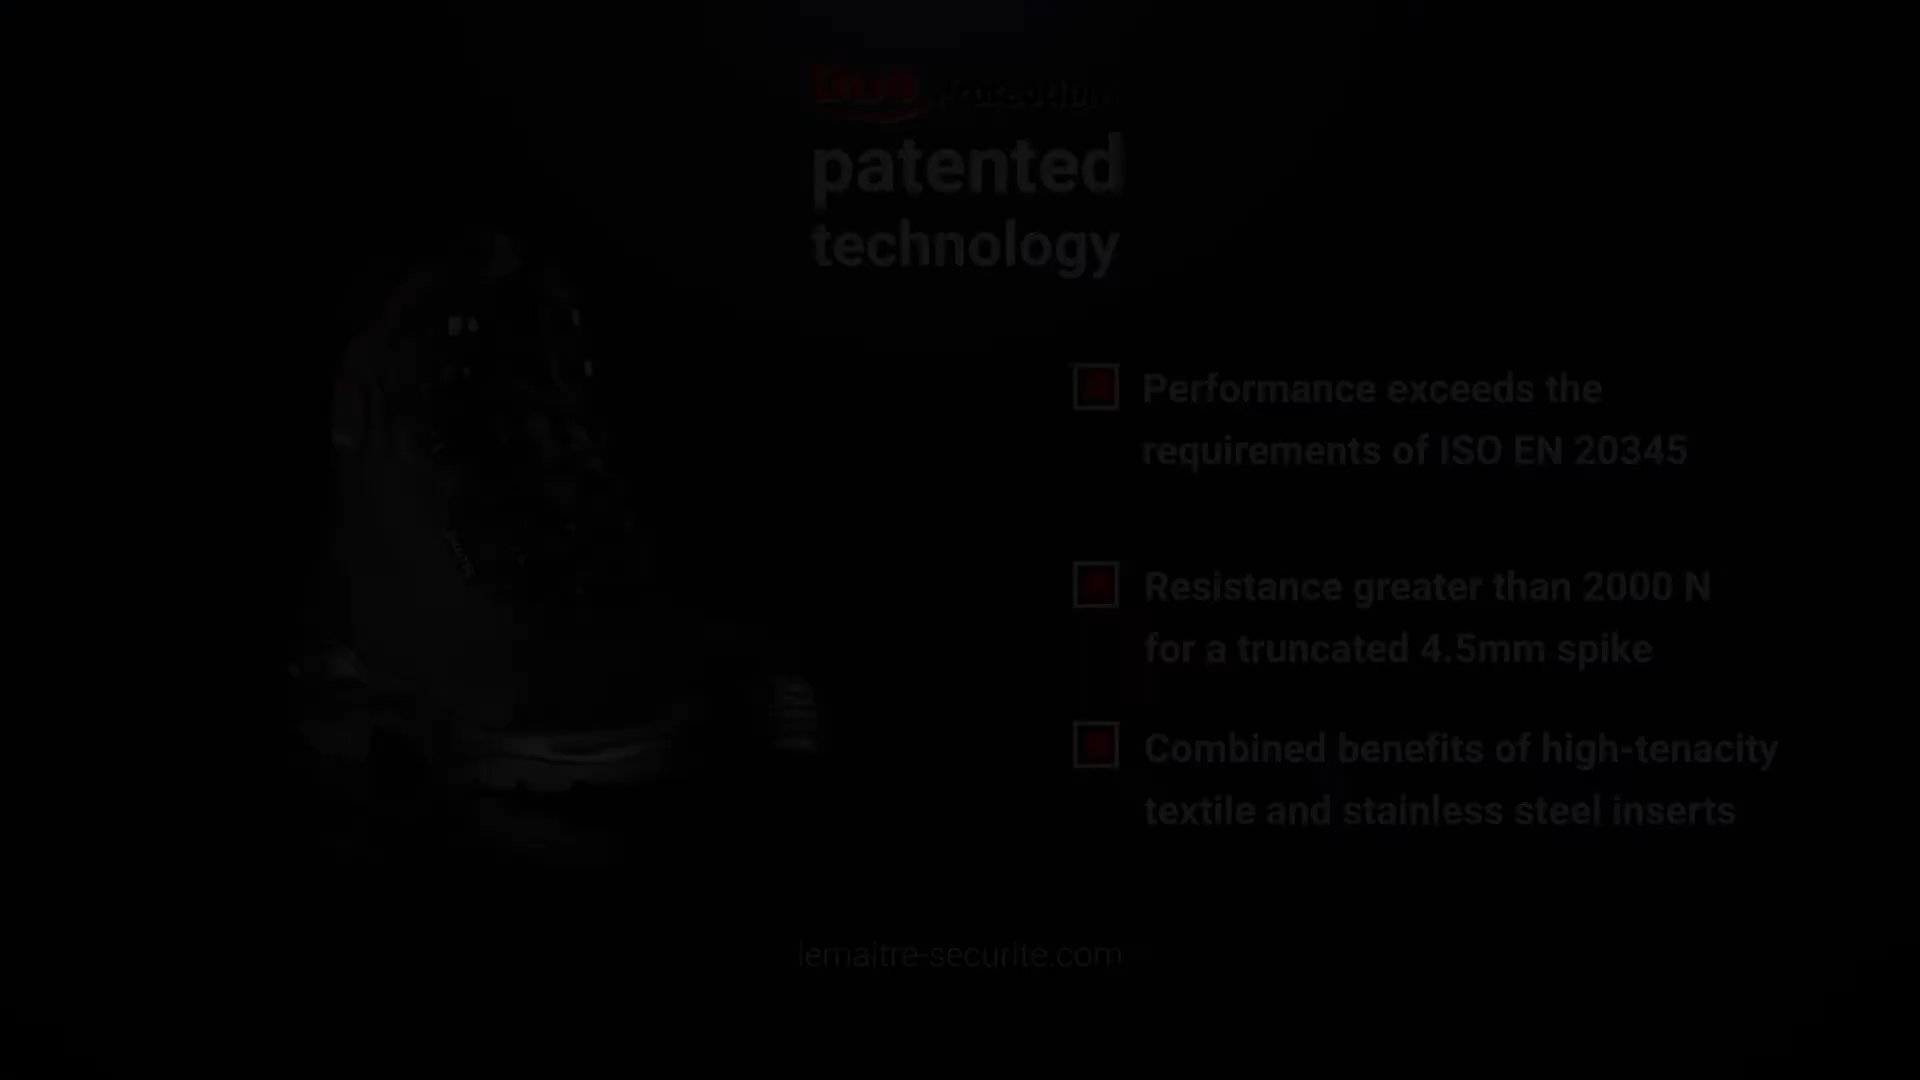 Duo
patented
technology
Performance exceeds the
requirements of ISO EN 20345
Resistance greater than 2000 N
for a truncated 4.5mm spike
Combined benefits of high-tenacity
textile and stainless steel inserts
lemaitre-securite.com